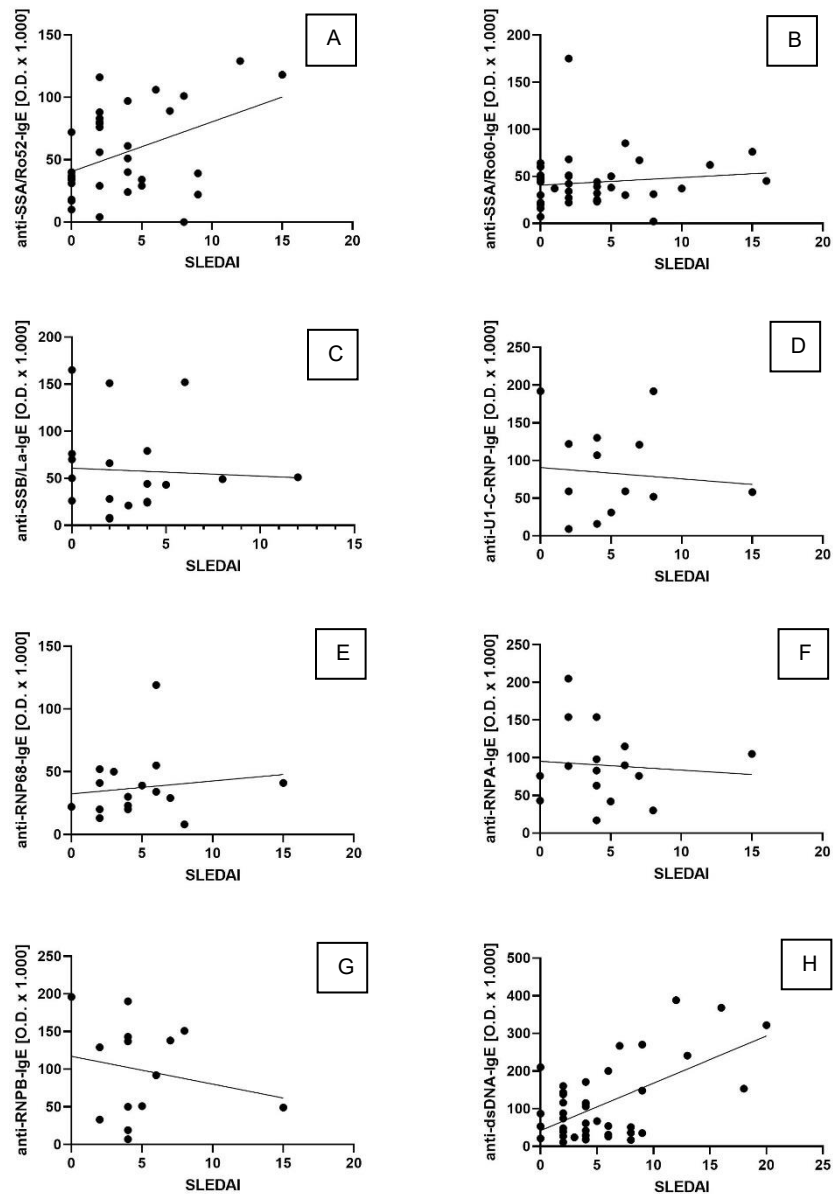 A
anti-SSA/Ro52-IgE [O.D. x 1.000]
150
100
50
0
0 5 10 15 20
SLEDAI
B
anti-SSA/Ro60-IgE [O.D. x 1.000]
200
150
100
50
0
0 5 10 15 20
SLEDAI
C
anti-SSB/La-IgE [O.D. x 1.000]
200
150
100
50
0
0 5 10 15
SLEDAI
D
anti-U1-C-RNP-IgE [O.D. x 1.000]
250
200
150
100
50
0
0 5 10 15 20
SLEDAI
E
anti-RNP68-IgE [O.D. x 1.000]
150
100
50
0
0 5 10 15 20
SLEDAI
F
anti-RNPA-IgE [O.D. x 1.000]
250
200
150
100
50
0
0 5 10 15 20
SLEDAI
G
anti-RNPB-IgE [O.D. x 1.000]
250
200
150
100
50
0
0 5 10 15 20
SLEDAI
H
anti-dsDNA-IgE [O.D. x 1.000]
500
400
300
200
100
0
0 5 10 15 20 25
SLEDAI